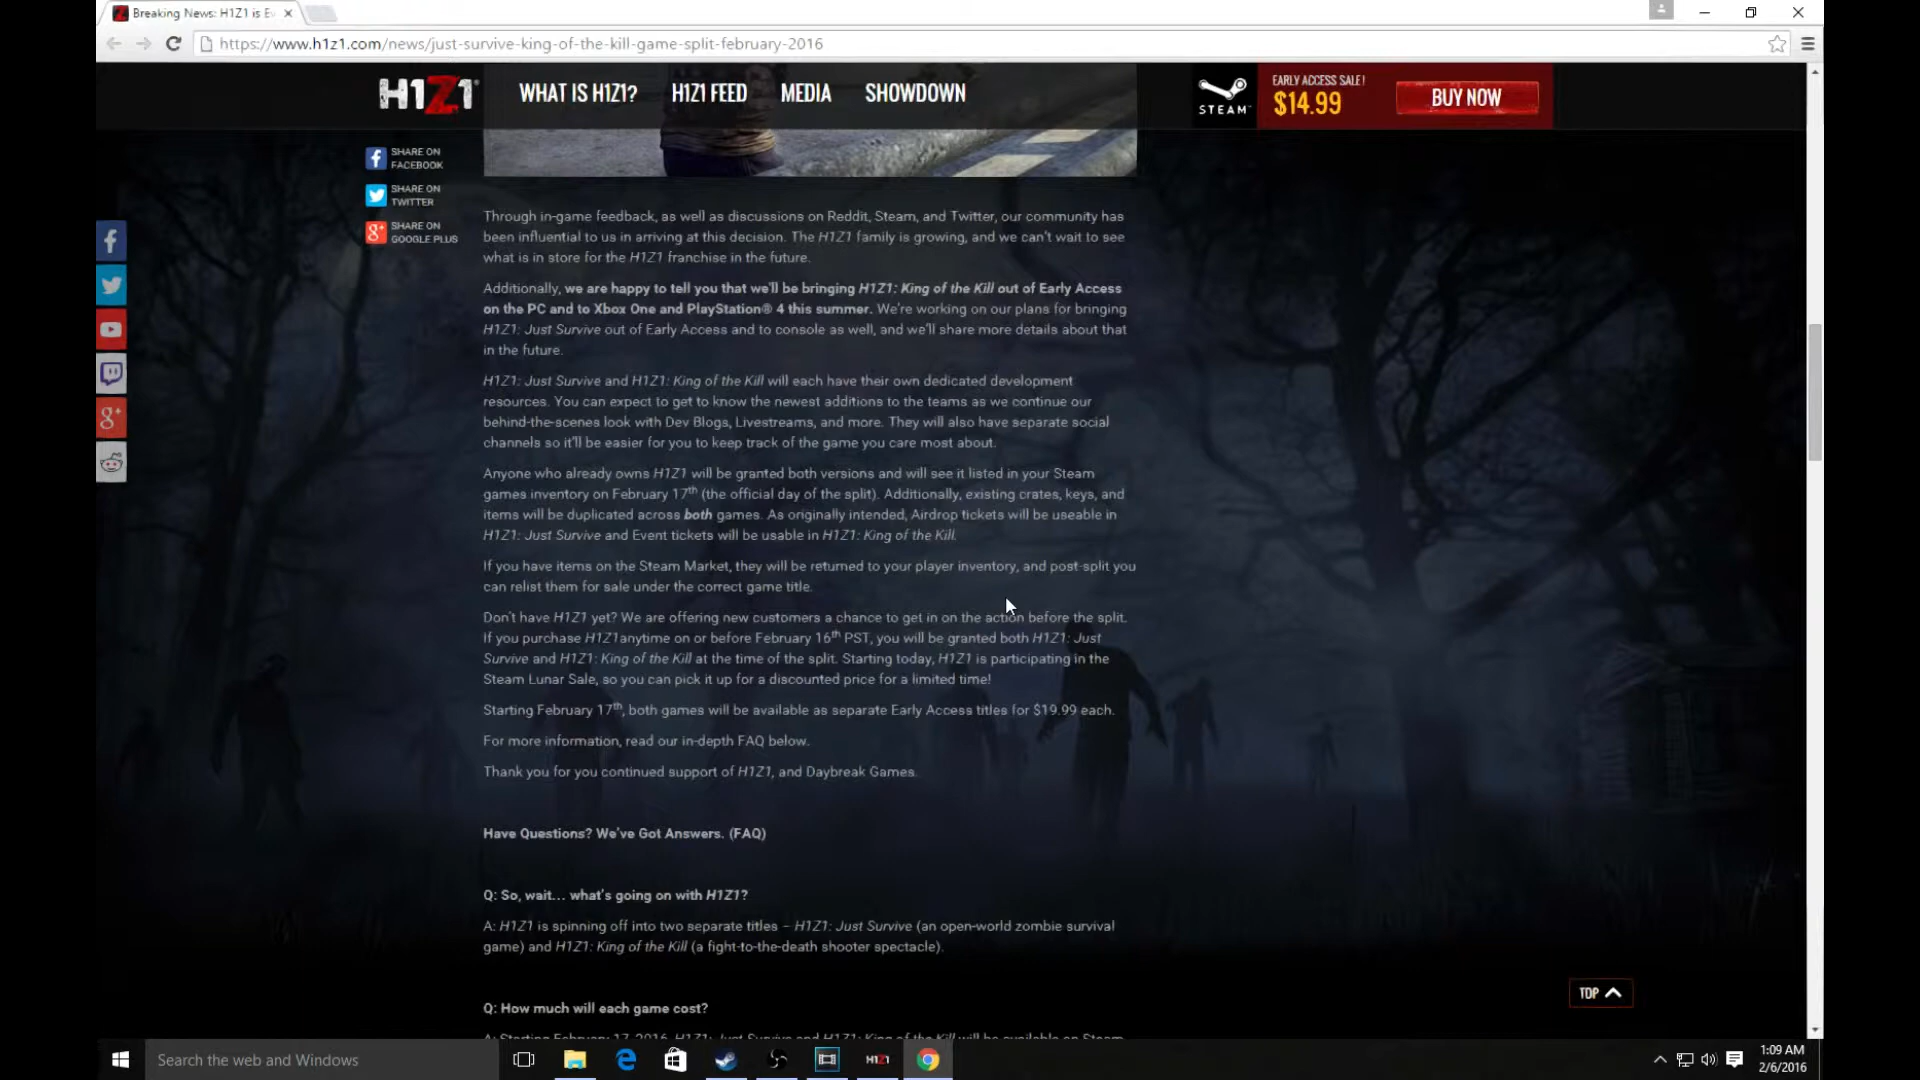 Breaking News: H1Z1 is Ev
https://www.h1z1.com/news/just-survive-king-of-the-kill-game-split-february-2016
H1Z1
WHAT IS H1Z1?
H1Z1 FEED
MEDIA
SHOWDOWN
STEAM
EARLY ACCESS SALE!
$14.99
BUY NOW
SHARE ON
FACEBOOK
SHARE ON
TWITTER
SHARE ON
GOOGLE PLUS
Through in-game feedback, as well as discussions on Reddit, Steam, and Twitter, our community has
been influential to us in arriving at this decision. The H1Z1 family is growing, and we can't wait to see
what is in store for the H1Z1 franchise in the future.
Additionally, we are happy to tell you that we'll be bringing H1Z1: King of the Kill out of Early Access
on the PC and to Xbox One and PlayStation® 4 this summer. We're working on our plans for bringing
H1Z1: Just Survive out of Early Access and to console as well, and we'll share more details about that
in the future.
H1Z1: Just Survive and H1Z1: King of the Kill will each have their own dedicated development
resources. You can expect to get to know the newest additions to the teams as we continue our
behind-the-scenes look with Dev Blogs, Livestreams, and more. They will also have separate social
channels so it'll be easier for you to keep track of the game you care most about.
Anyone who already owns H1Z1 will be granted both versions and will see it listed in your Steam
games inventory on February 17th (the official day of the split). Additionally, existing crates, keys, and
items will be duplicated across both games. As originally intended, Airdrop tickets will be useable in
H1Z1: Just Survive and Event tickets will be usable in H1Z1: King of the Kill.
If you have items on the Steam Market, they will be returned to your player inventory, and post-split you
can relist them for sale under the correct game title.
Don't have H1Z1 yet? We are offering new customers a chance to get in on the action before the split.
If you purchase H1Z1anytime on or before February 16th PST, you will be granted both H1Z1: Just
Survive and H1Z1: King of the Kill at the time of the split. Starting today, H1Z1 is participating in the
Steam Lunar Sale, so you can pick it up for a discounted price for a limited time!
Starting February 17th, both games will be available as separate Early Access titles for $19.99 each.
For more information, read our in-depth FAQ below.
Thank you for you continued support of H1Z1, and Daybreak Games.
Have Questions? We've Got Answers. (FAQ)
Q: So, wait... what's going on with H1Z1?
A: H1Z1 is spinning off into two separate titles – H1Z1: Just Survive (an open-world zombie survival
game) and H1Z1: King of the Kill (a fight-to-the-death shooter spectacle).
TOP
Q: How much will each game cost?
A: Starting February 17, 2016, H1Z1: Just Survive and H1Z1: King of the Kill will be available on Steam
Search the web and Windows
H1Z1
1:09 AM
2/6/2016